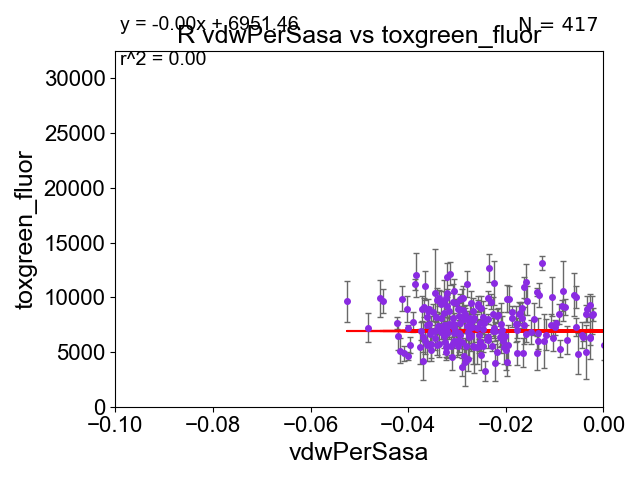 y = -0.00x + 6951.46
N = 417
R vdwPerSasa vs toxgreen_fluor
r^2 = 0.00
30000
25000
20000
15000
10000
5000
0
toxgreen_fluor
−0.10 −0.08 −0.06 −0.04 −0.02 0.00
vdwPerSasa